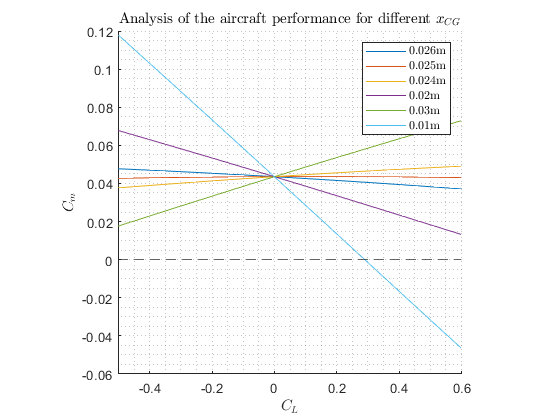 Analysis of the aircraft performance for different x_CG
0.12
0.1
0.08
0.06
0.04
0.02
0
-0.02
-0.04
-0.06
C_m
0.026m
0.025m
0.024m
0.02m
0.03m
0.01m
-0.4 -0.2 0 0.2 0.4 0.6
C_L